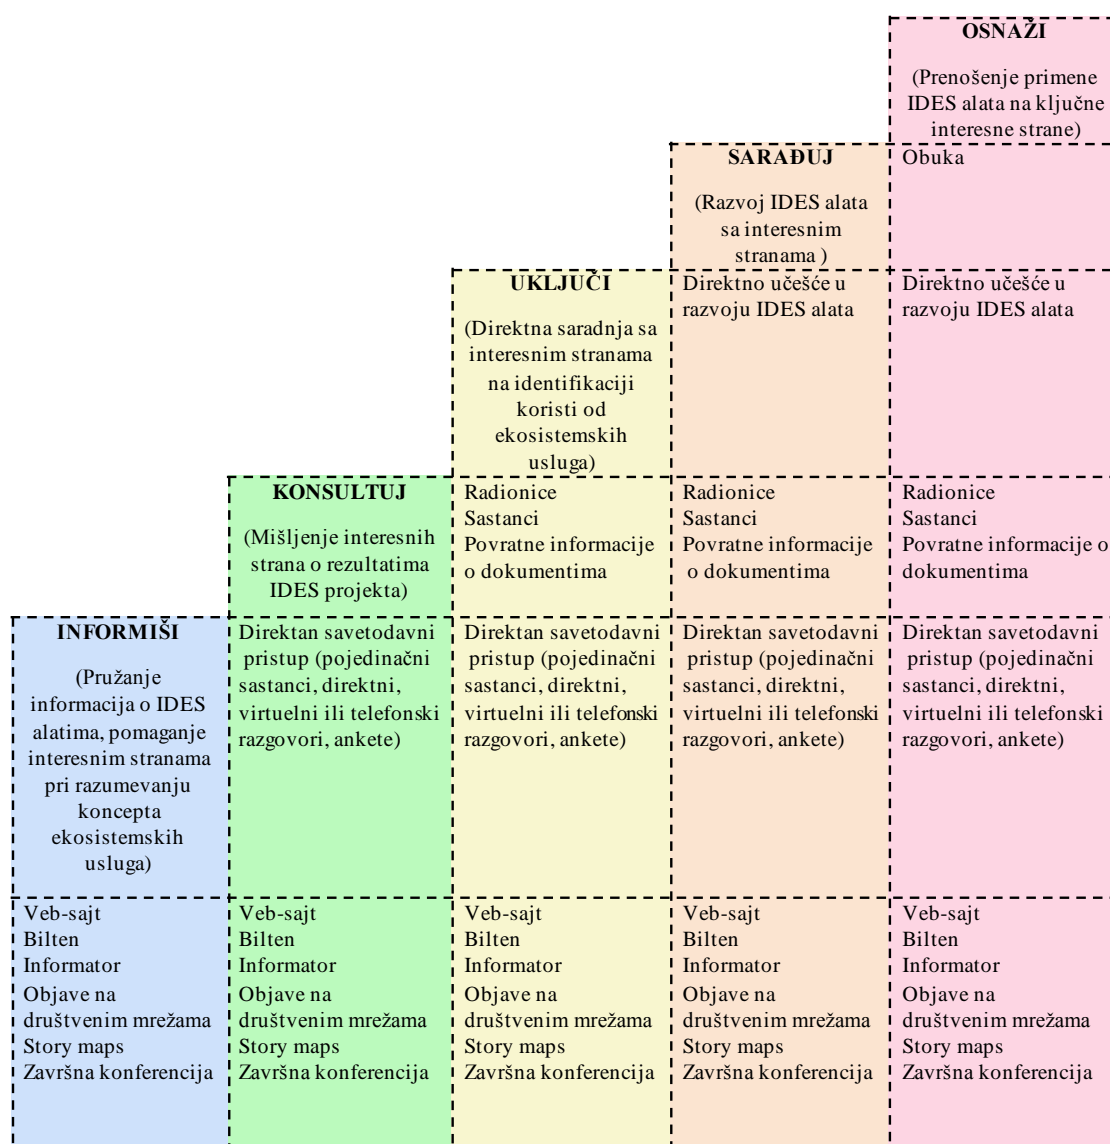 OSNAŽI
(Prenošenje primene
IDES alata na ključne
interesne strane)
SARAĐUJ
(Razvoj IDES alata
sa interesnim
stranama )
Obuka
UKLJUČI
(Direktna saradnja sa
interesnim stranama
na identifikaciji
koristi od
ekosistemskih
usluga)
Direktno učešće u
razvoju IDES alata
Direktno učešće u
razvoju IDES alata
KONSULTUJ
(Mišljenje interesnih
strana o rezultatima
IDES projekta)
Radionice
Sastanci
Povratne informacije
o dokumentima
Radionice
Sastanci
Povratne informacije
o dokumentima
Radionice
Sastanci
Povratne informacije o
dokumentima
INFORMIŠI
(Pružanje
informacija o IDES
alatima, pomaganje
interesnim stranama
pri razumevanju
koncepta
ekosistemskih
usluga)
Direktan savetodavni
pristup (pojedinačni
sastanci, direktni,
virtuelni ili telefonski
razgovori, ankete)
Direktan savetodavni
pristup (pojedinačni
sastanci, direktni,
virtuelni ili telefonski
razgovori, ankete)
Direktan savetodavni
pristup (pojedinačni
sastanci, direktni,
virtuelni ili telefonski
razgovori, ankete)
Direktan savetodavni
pristup (pojedinačni
sastanci, direktni,
virtuelni ili telefonski
razgovori, ankete)
Veb-sajt
Bilten
Informator
Objave na
društvenim mrežama
Story maps
Završna konferencija
Veb-sajt
Bilten
Informator
Objave na
društvenim mrežama
Story maps
Završna konferencija
Veb-sajt
Bilten
Informator
Objave na
društvenim mrežama
Story maps
Završna konferencija
Veb-sajt
Bilten
Informator
Objave na
društvenim mrežama
Story maps
Završna konferencija
Veb-sajt
Bilten
Informator
Objave na
društvenim mrežama
Story maps
Završna konferencija